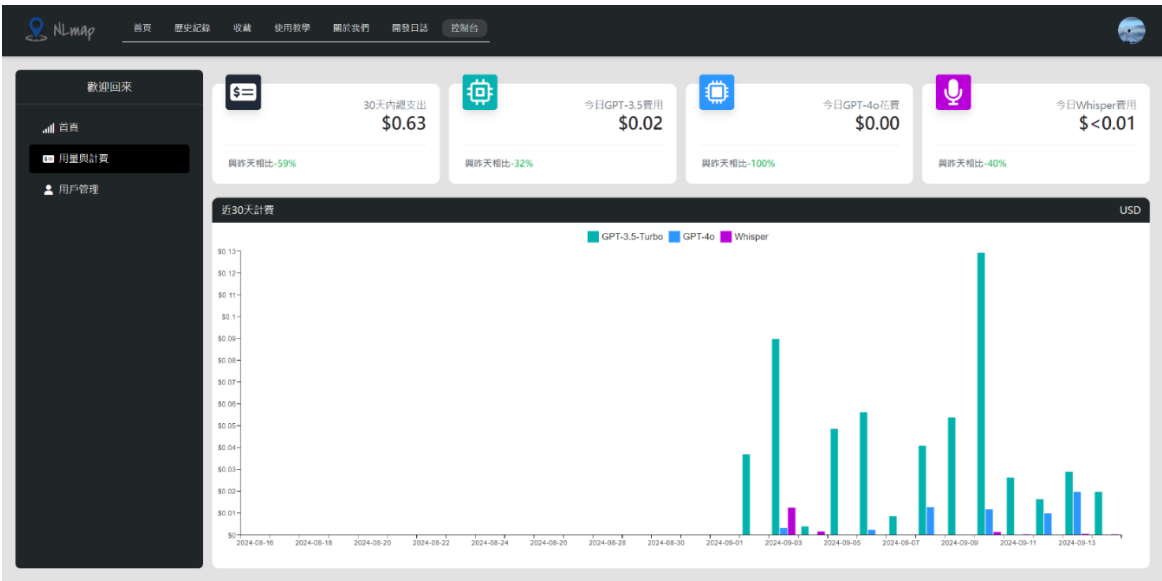 NLmap 首頁 歷史紀錄 收藏 使用教學 關於我們 開發日誌 控制台
歡迎回來
首頁
用量與計費
用戶管理
30天內總支出
$0.63
與昨天相比-59%
今日GPT-3.5費用
$0.02
與昨天相比-32%
今日GPT-4o花費
$0.00
與昨天相比-100%
今日Whisper費用
$<0.01
與昨天相比-40%
近30天計費 USD
GPT-3.5-Turbo GPT-4o Whisper
$0.13
$0.12
$0.11
$0.1
$0.09
$0.08
$0.07
$0.06
$0.05
$0.04
$0.03
$0.02
$0.01
$0
2024-08-16 2024-08-18 2024-08-20 2024-08-22 2024-08-24 2024-08-26 2024-08-28 2024-08-30 2024-09-01 2024-09-03 2024-09-05 2024-09-07 2024-09-09 2024-09-11 2024-09-13